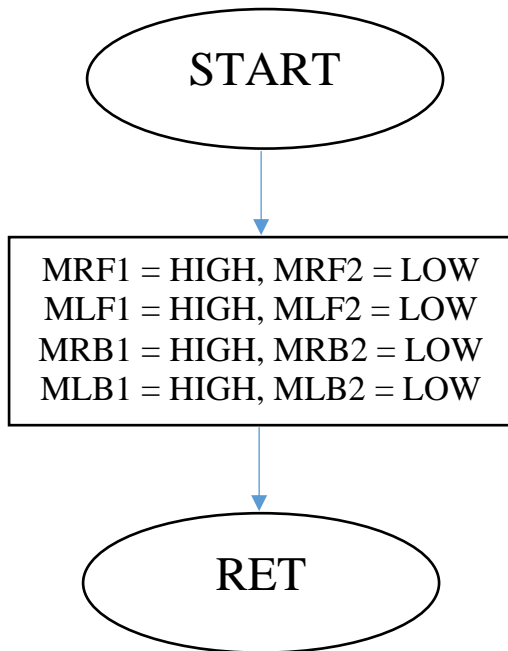 START
MRF1 = HIGH, MRF2 = LOW
MLF1 = HIGH, MLF2 = LOW
MRB1 = HIGH, MRB2 = LOW
MLB1 = HIGH, MLB2 = LOW
RET